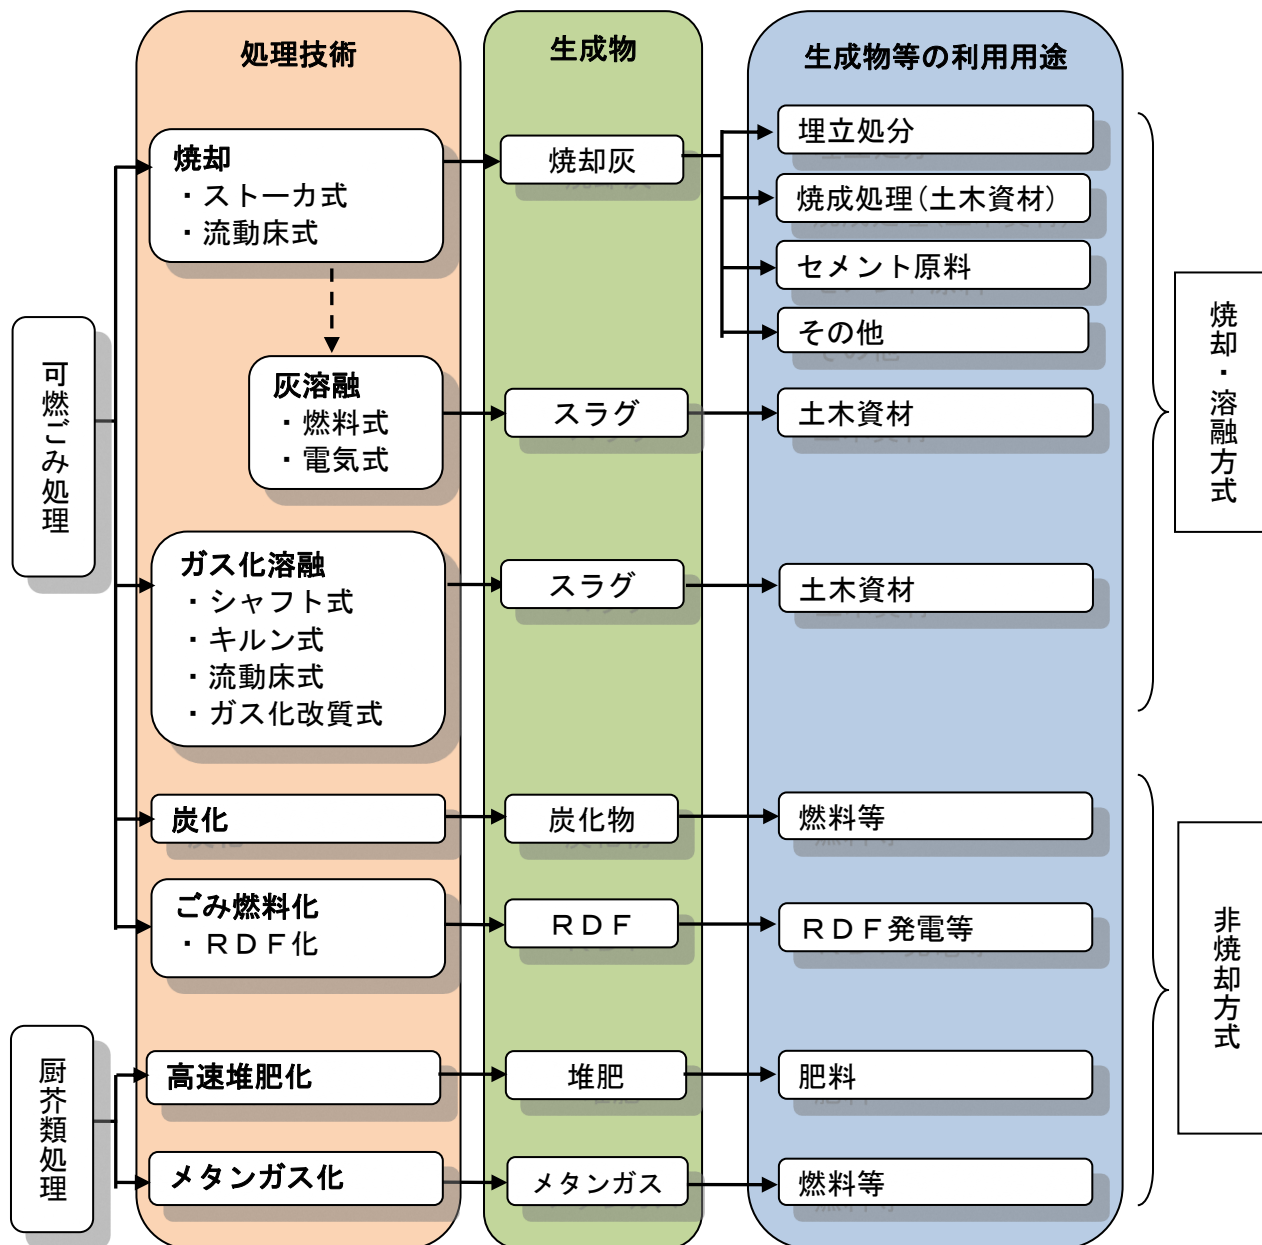 処理技術
生成物
生成物等の利用用途
可燃ごみ処理
焼却
・ストーカ式
・流動床式
焼却灰
埋立処分
焼成処理（土木資材）
セメント原料
その他
灰溶融
・燃料式
・電気式
スラグ
土木資材
ガス化溶融
・シャフト式
・キルン式
・流動床式
・ガス化改質式
スラグ
土木資材
焼却・溶融方式
炭化
炭化物
燃料等
ごみ燃料化
・ＲＤＦ化
ＲＤＦ
ＲＤＦ発電等
厨芥類処理
高速堆肥化
堆肥
肥料
メタンガス化
メタンガス
燃料等
非焼却方式